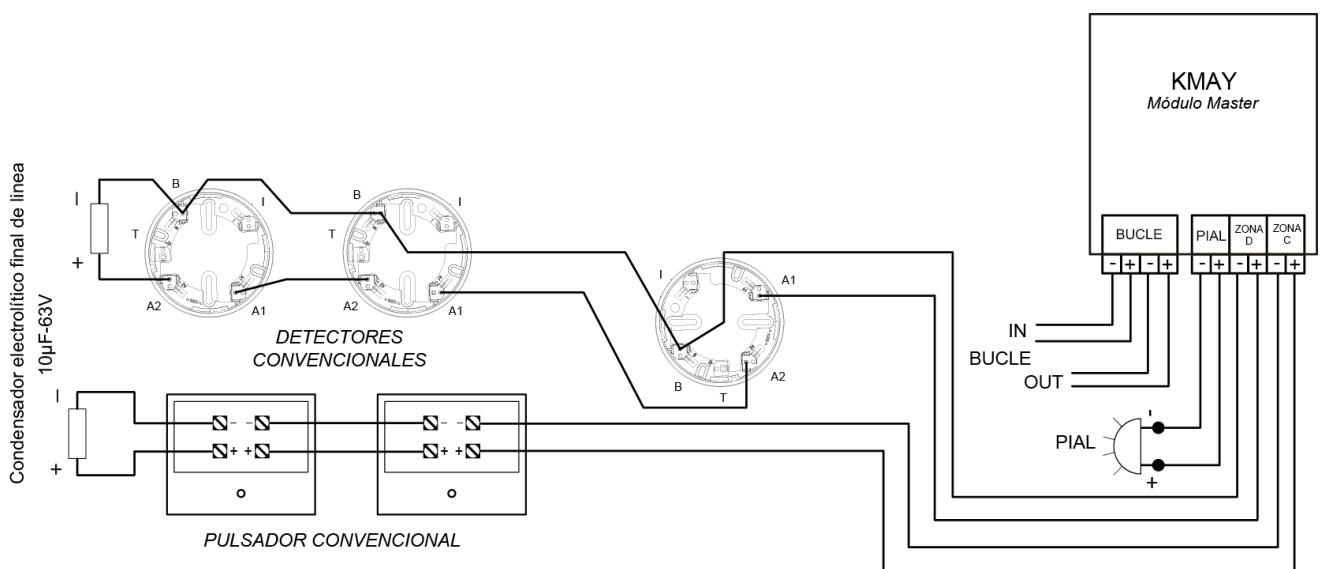 KMAY
Módulo Master
BUCLE
PIAL
ZONA
D
ZONA
C
- + - + - + - + - +
IN
BUCLE
OUT
PIAL
-
+
Condensador electrolítico final de linea
10µF-63V
I
+
B
I
T
A2
A1
B
I
T
A2
A1
I
A1
B
T
A2
DETECTORES
CONVENCIONALES
I
+
- -
+ +
- -
+ +
PULSADOR CONVENCIONAL